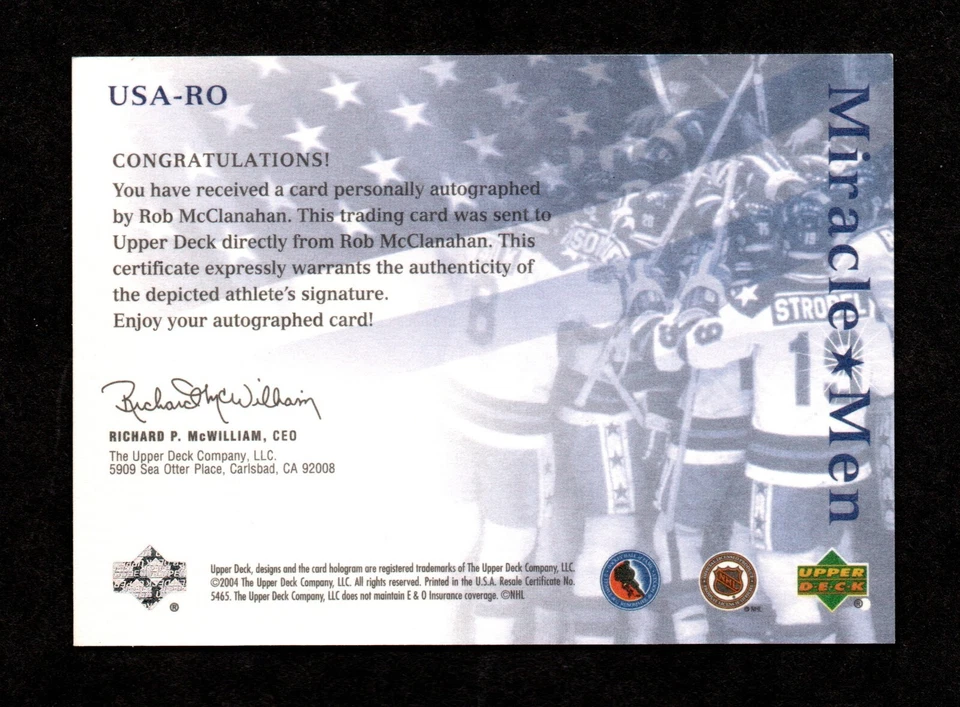 USA-RO
CONGRATULATIONS!
You have received a card personally autographed
by Rob McClanahan. This trading card was sent to
Upper Deck directly from Rob McClanahan. This
certificate expressly warrants the authenticity of
the depicted athlete's signature.
Enjoy your autographed card!
Richard McWilliam
RICHARD P. McWILLIAM, CEO
The Upper Deck Company, LLC.
5909 Sea Otter Place, Carlsbad, CA 92008
Upper Deck, designs and the card hologram are registered trademarks of The Upper Deck Company, LLC.
©2004 The Upper Deck Company, LLC. All rights reserved. Printed in the U.S.A. Resale Certificate No.
5465. The Upper Deck Company, LLC does not maintain E & O Insurance coverage. ©NHL
®
NHL
©NHL
UPPER
DECK
®
Miracle★Men
STROBEL
8
9
1